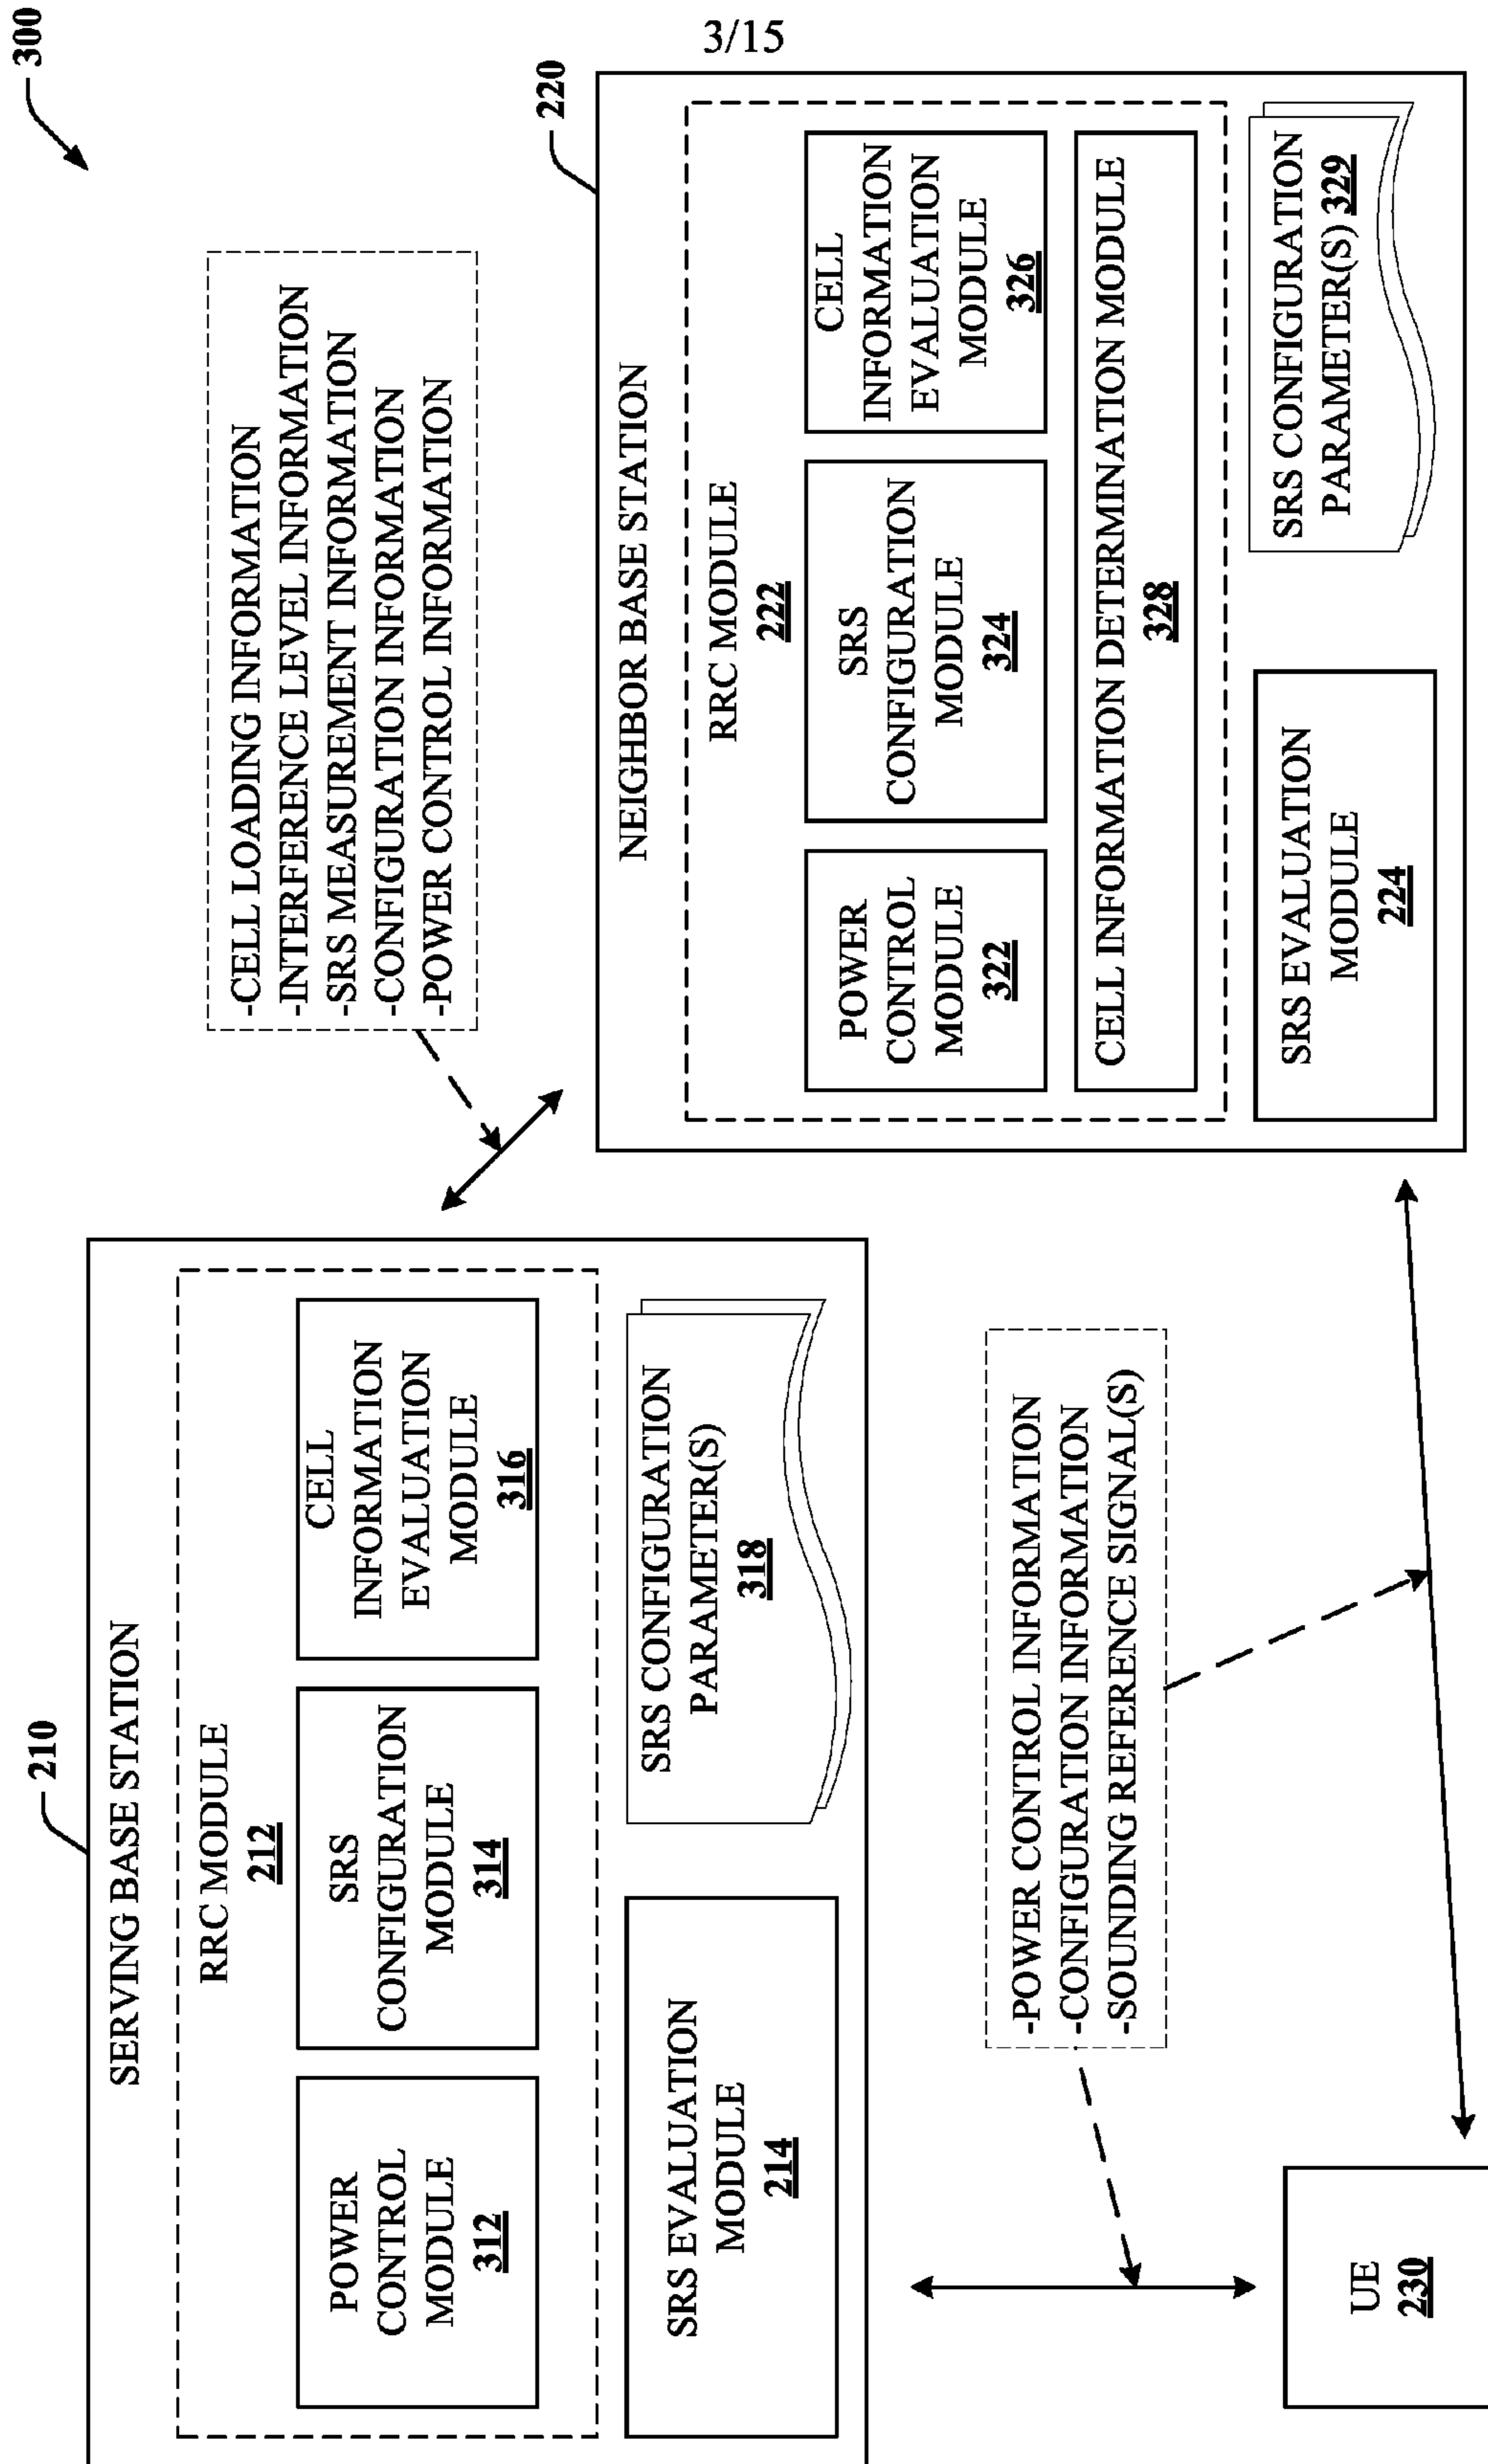 3/15
300
210
SERVING BASE STATION
RRC MODULE
212
POWER
CONTROL
MODULE
312
SRS
CONFIGURATION
MODULE
314
CELL
INFORMATION
EVALUATION
MODULE
316
SRS EVALUATION
MODULE
214
SRS CONFIGURATION
PARAMETER(S)
318
-CELL LOADING INFORMATION
-INTERFERENCE LEVEL INFORMATION
-SRS MEASUREMENT INFORMATION
-CONFIGURATION INFORMATION
-POWER CONTROL INFORMATION
220
NEIGHBOR BASE STATION
RRC MODULE
222
POWER
CONTROL
MODULE
322
SRS
CONFIGURATION
MODULE
324
CELL
INFORMATION
EVALUATION
MODULE
326
CELL INFORMATION DETERMINATION MODULE
328
SRS EVALUATION
MODULE
224
SRS CONFIGURATION
PARAMETER(S) 329
-POWER CONTROL INFORMATION
-CONFIGURATION INFORMATION
-SOUNDING REFERENCE SIGNAL(S)
UE
230